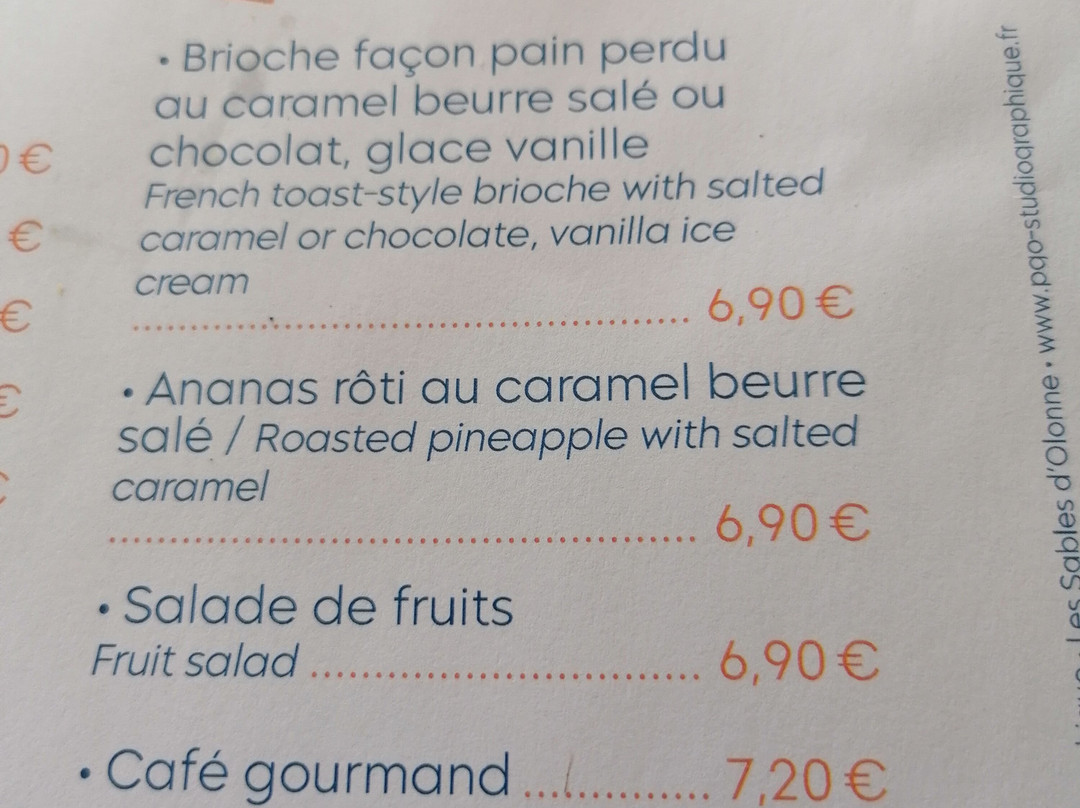 • Brioche façon pain perdu
au caramel beurre salé ou
chocolat, glace vanille
French toast-style brioche with salted
caramel or chocolate, vanilla ice
cream
6,90 €
• Ananas rôti au caramel beurre
salé / Roasted pineapple with salted
caramel
6,90 €
• Salade de fruits
Fruit salad 6,90 €
• Café gourmand 7,20 €
€
€
€
€
Les Sables d'Olonne • www.pqo-studiographique.fr